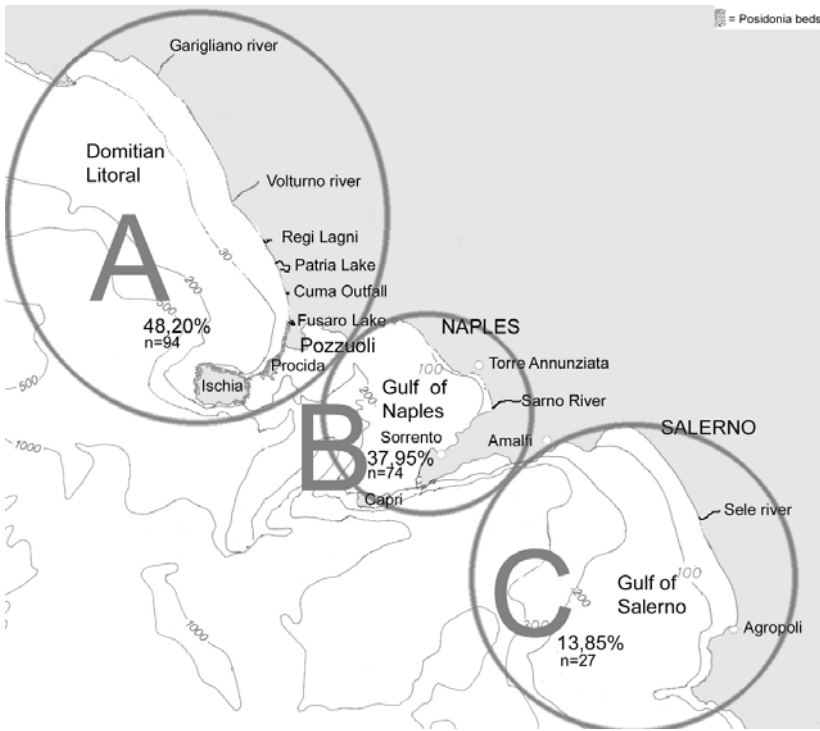 = Posidonia beds
Garigliano river
Domitian
Litoral
Volturno river
A
30
Regi Lagni
200
Patria Lake
Cuma Outfall
48,20%
n=94
Fusaro Lake
NAPLES
Pozzuoli
Procida
100
Torre Annunziata
500
Ischia
200
Gulf of
Naples
Sarno River
B
SALERNO
1000
Sorrento
Amalfi
37,95%
n=74
Capri
Sele river
C
100
Gulf of
Salerno
200
1000
300
Agropoli
13,85%
n=27